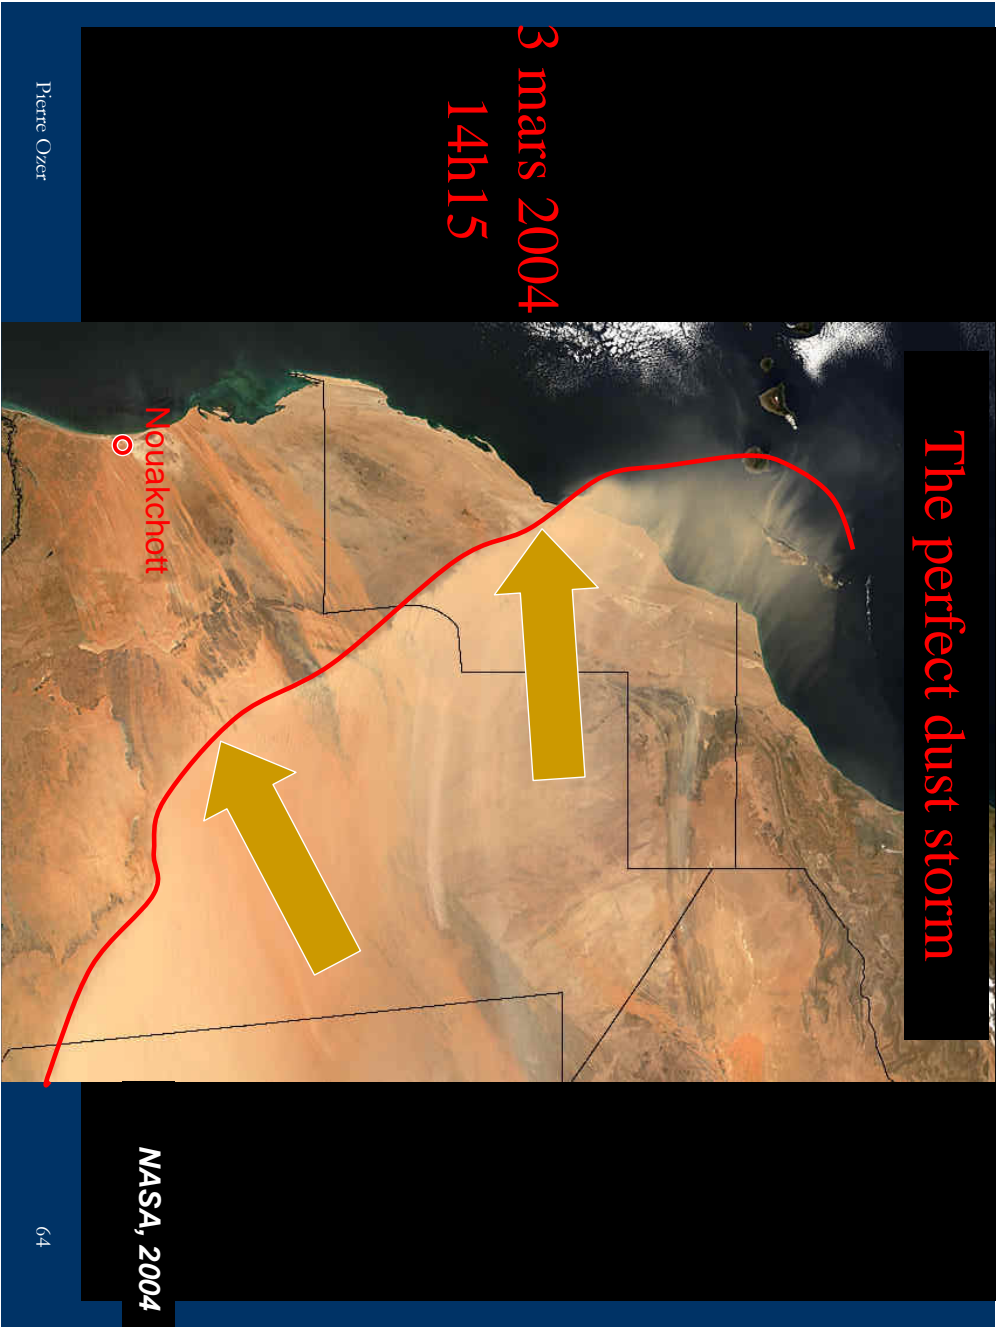 The perfect dust storm
3 mars 2004
14h15
Nouakchott
NASA, 2004
Pierre Ozer
64